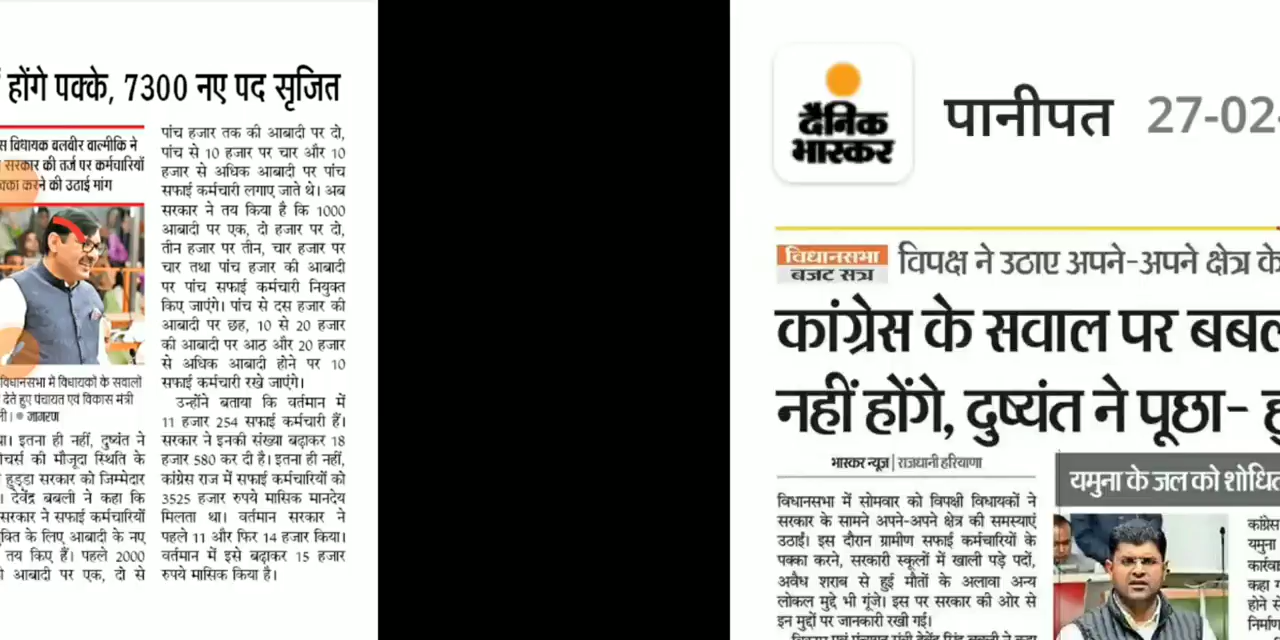 होंगे पक्के, 7300 नए पद सृजित
विधायक बलवीर वाल्मीकि ने
सरकार की तर्ज पर कर्मचारियों
करने की उठाई मांग
विधानसभा में विधायकों के सवालों
देते हुए पंचायत एवं विकास मंत्री
जागरण
इतना ही नहीं, दुष्यंत ने
की मौजूदा स्थिति के
हुड्डा सरकार को जिम्मेदार
देवेंद्र बबली ने कहा कि
सरकार ने सफाई कर्मचारियों
के लिए आबादी के नए
तय किए हैं। पहले 2000
आबादी पर एक, दो से
पांच हजार तक की आबादी पर दो,
पांच से 10 हजार पर चार और 10
हजार से अधिक आबादी पर पांच
सफाई कर्मचारी लगाए जाते थे। अब
सरकार ने तय किया है कि 1000
आबादी पर एक, दो हजार पर दो,
तीन हजार पर तीन, चार हजार पर
चार तथा पांच हजार की आबादी
पर पांच सफाई कर्मचारी नियुक्त
किए जाएंगे। पांच से दस हजार की
आबादी पर छह, 10 से 20 हजार
की आबादी पर आठ और 20 हजार
से अधिक आबादी होने पर 10
सफाई कर्मचारी रखे जाएंगे।
उन्होंने बताया कि वर्तमान में
11 हजार 254 सफाई कर्मचारी हैं।
सरकार ने इनकी संख्या बढ़ाकर 18
हजार 580 कर दी है। इतना ही नहीं,
कांग्रेस राज में सफाई कर्मचारियों को
3525 हजार रुपये मासिक मानदेय
मिलता था। वर्तमान सरकार ने
पहले 11 और फिर 14 हजार किया।
वर्तमान में इसे बढ़ाकर 15 हजार
रुपये मासिक किया है।
दैनिक
भास्कर
पानीपत 27-02-
विधानसभा
बजट सत्र
विपक्ष ने उठाए अपने-अपने क्षेत्र के
कांग्रेस के सवाल पर बबल
नहीं होंगे, दुष्यंत ने पूछा-
भास्कर न्यूज | राजधानी हरियाणा
विधानसभा में सोमवार को विपक्षी विधायकों ने
सरकार के सामने अपने-अपने क्षेत्र की समस्याएं
उठाईं। इस दौरान ग्रामीण सफाई कर्मचारियों के
पक्का करने, सरकारी स्कूलों में खाली पड़े पदों,
अवैध शराब से हुई मौतों के अलावा अन्य
लोकल मुद्दे भी गूंजे। इस पर सरकार की ओर से
इन मुद्दों पर जानकारी रखी गई।
यमुना के जल को शोधित
कांग्रेस
यमुना
कहा
होने से